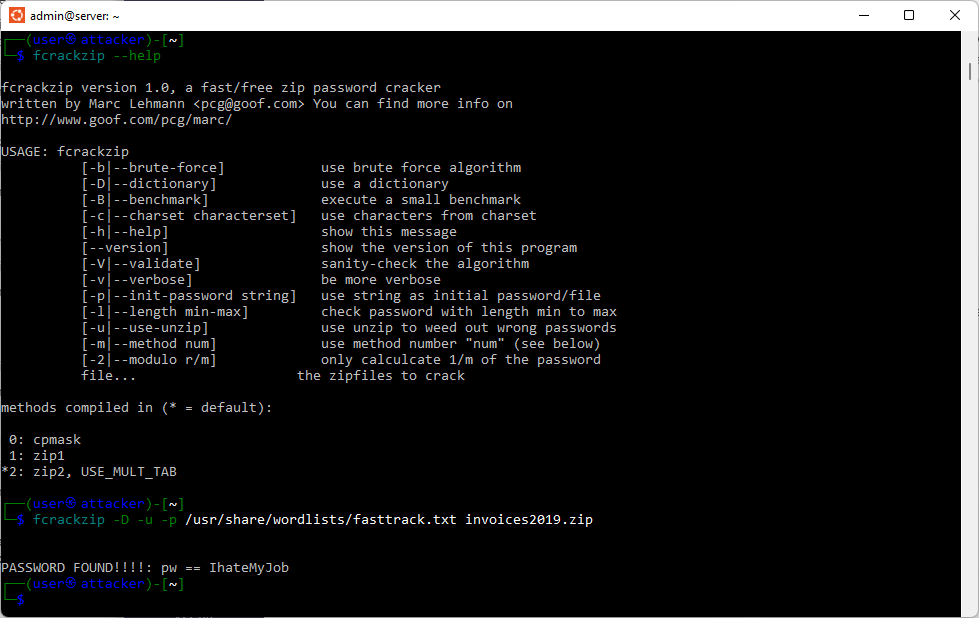 admin@server: ~
┌──(user㉿attacker)-[~]
└─$ fcrackzip --help
fcrackzip version 1.0, a fast/free zip password cracker
written by Marc Lehmann <pcg@goof.com> You can find more info on
http://www.goof.com/pcg/marc/
USAGE: fcrackzip
[-b|--brute-force] use brute force algorithm
[-D|--dictionary] use a dictionary
[-B|--benchmark] execute a small benchmark
[-c|--charset characterset] use characters from charset
[-h|--help] show this message
[--version] show the version of this program
[-V|--validate] sanity-check the algorithm
[-v|--verbose] be more verbose
[-p|--init-password string] use string as initial password/file
[-l|--length min-max] check password with length min to max
[-u|--use-unzip] use unzip to weed out wrong passwords
[-m|--method num] use method number "num" (see below)
[-2|--modulo r/m] only calculcate 1/m of the password
file... the zipfiles to crack
methods compiled in (* = default):
0: cpmask
1: zip1
*2: zip2, USE_MULT_TAB
┌──(user㉿attacker)-[~]
└─$ fcrackzip -D -u -p /usr/share/wordlists/fasttrack.txt invoices2019.zip
PASSWORD FOUND!!!!: pw == IhateMyJob
┌──(user㉿attacker)-[~]
└─$